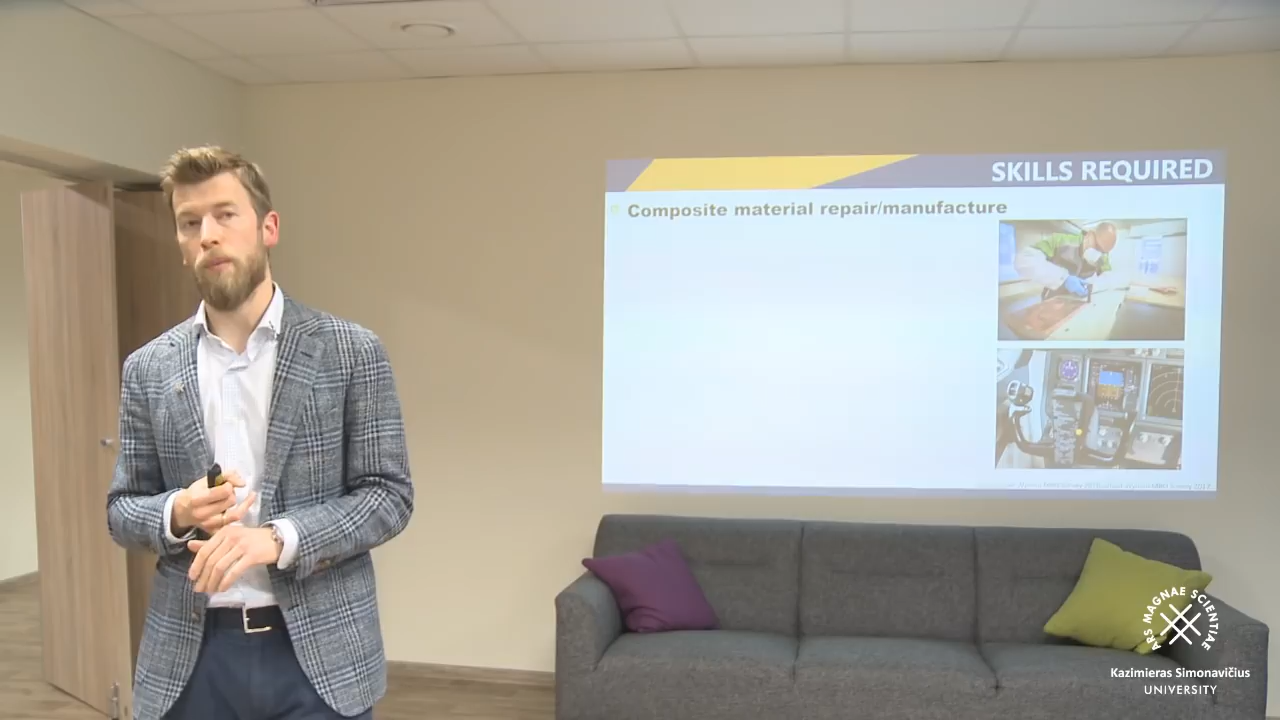 SKILLS REQUIRED
Composite material repair/manufacture
ARS MAGNAE SCIENTIAE
Kazimieras Simonavičius
UNIVERSITY